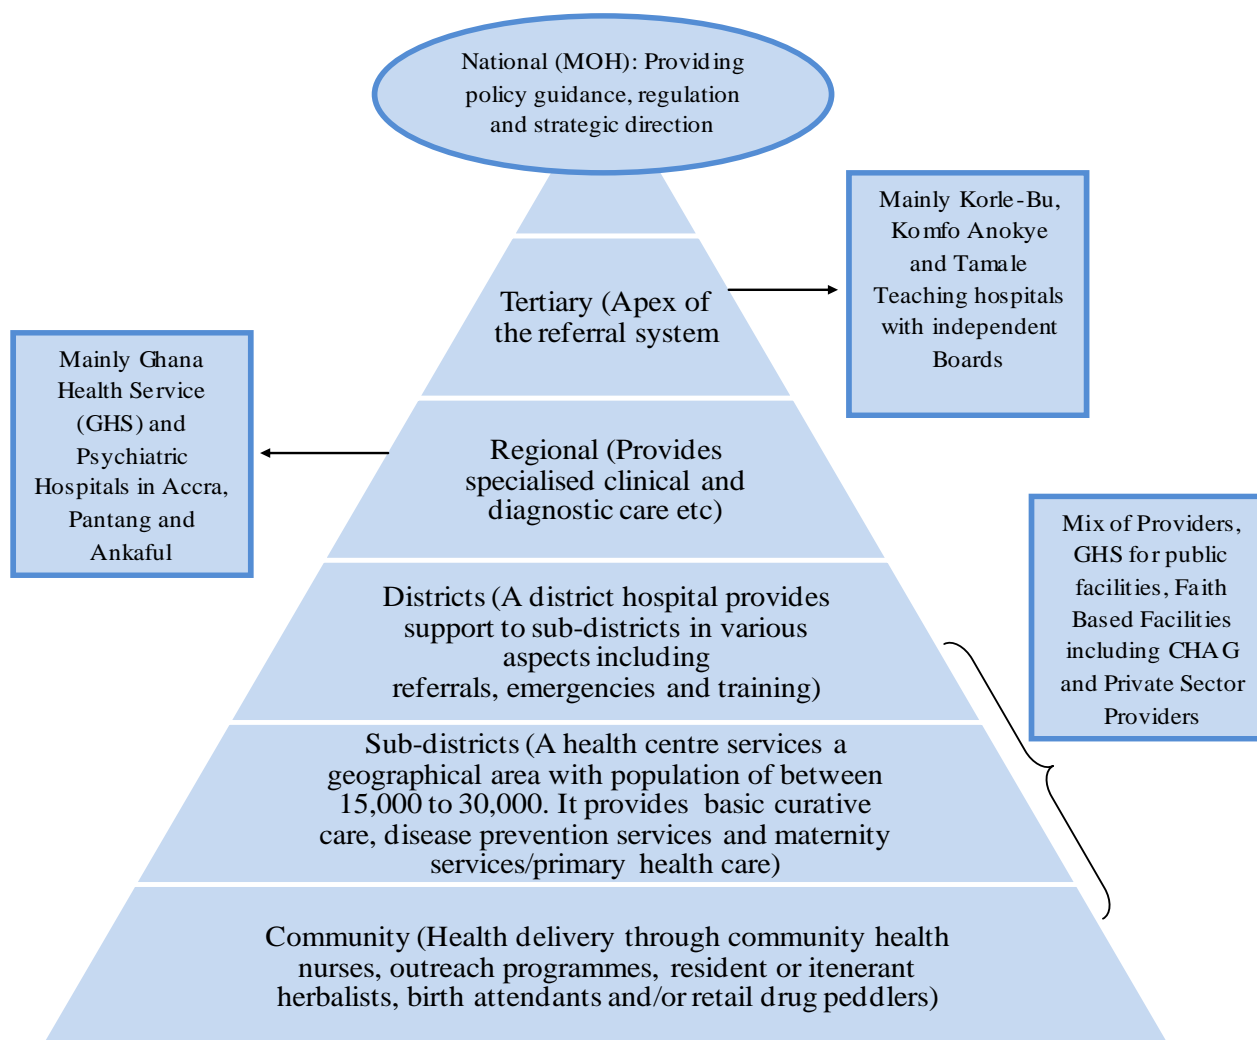 National (MOH): Providing
policy guidance, regulation
and strategic direction
Mainly Korle-Bu,
Komfo Anokye
and Tamale
Teaching hospitals
with independent
Boards
Tertiary (Apex of
the referral system
Mainly Ghana
Health Service
(GHS) and
Psychiatric
Hospitals in Accra,
Pantang and
Ankaful
Regional (Provides
specialised clinical and
diagnostic care etc)
Mix of Providers,
GHS for public
facilities, Faith
Based Facilities
including CHAG
and Private Sector
Providers
Districts (A district hospital provides
support to sub-districts in various
aspects including
referrals, emergencies and training)
Sub-districts (A health centre services a
geographical area with population of between
15,000 to 30,000. It provides basic curative
care, disease prevention services and maternity
services/primary health care)
Community (Health delivery through community health
nurses, outreach programmes, resident or itenerant
herbalists, birth attendants and/or retail drug peddlers)